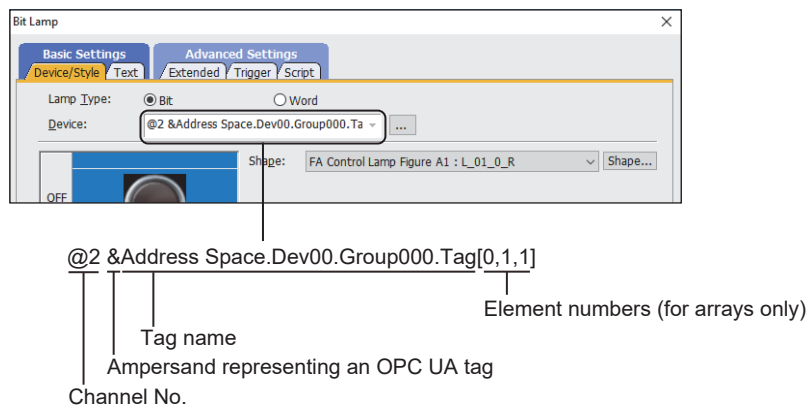 Bit Lamp
Basic Settings Advanced Settings
Device/Style Text Extended Trigger Script
Lamp Type: Bit Word
Device: @2 &Address Space.Dev00.Group000.Ta ...
Shape: FA Control Lamp Figure A1 : L_01_0_R Shape...
OFF
@2 &Address Space.Dev00.Group000.Tag[0,1,1]
Element numbers (for arrays only)
Tag name
Ampersand representing an OPC UA tag
Channel No.